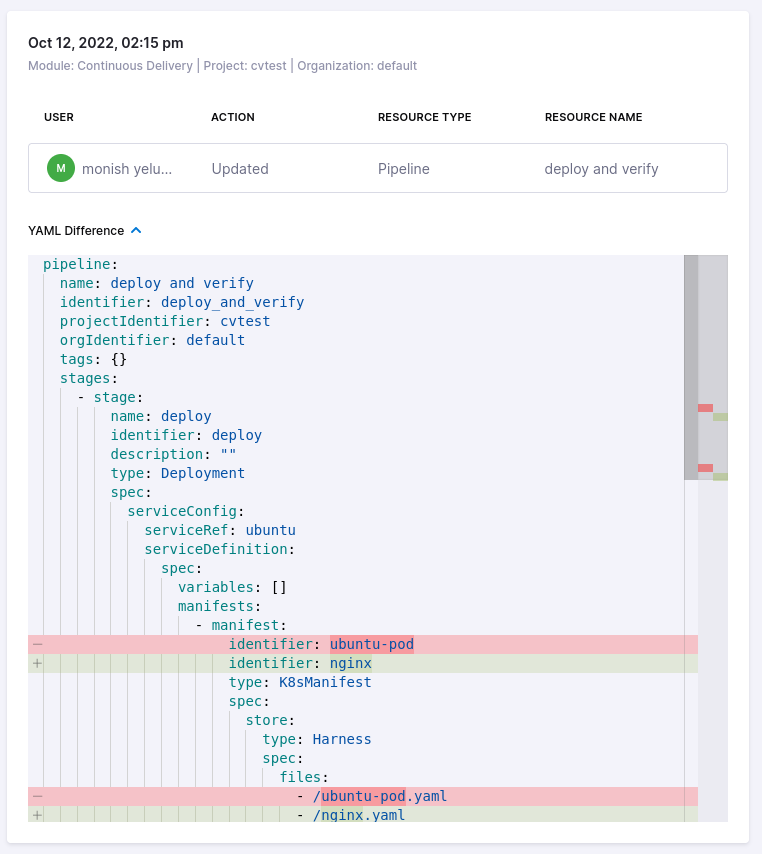 Oct 12, 2022, 02:15 pm
Module: Continuous Delivery | Project: cvtest | Organization: default
USER ACTION RESOURCE TYPE RESOURCE NAME
M monish yelu... Updated Pipeline deploy and verify
YAML Difference
pipeline:
  name: deploy and verify
  identifier: deploy_and_verify
  projectIdentifier: cvtest
  orgIdentifier: default
  tags: {}
  stages:
    - stage:
        name: deploy
        identifier: deploy
        description: ""
        type: Deployment
        spec:
          serviceConfig:
            serviceRef: ubuntu
            serviceDefinition:
              spec:
                variables: []
                manifests:
                  - manifest:
−                      identifier: ubuntu-pod
+                      identifier: nginx
                      type: K8sManifest
                      spec:
                        store:
                          type: Harness
                          spec:
                            files:
−                              - /ubuntu-pod.yaml
+                              - /nginx.yaml